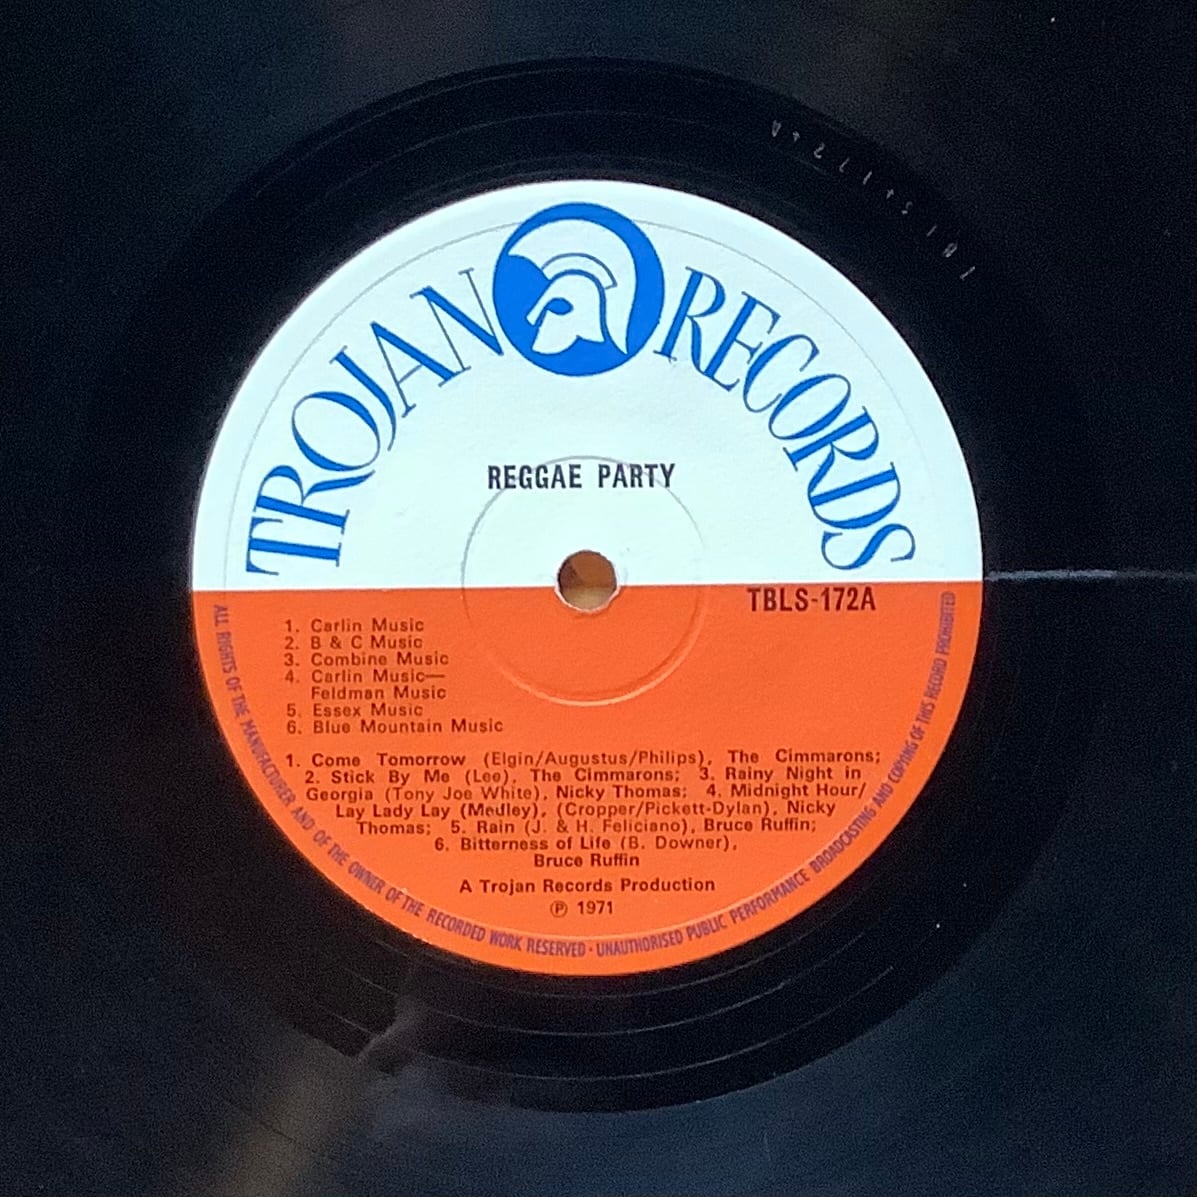 TROJAN RECORDS
REGGAE PARTY
TBLS-172A
1. Carlin Music
2. B & C Music
3. Combine Music
4. Carlin Music—
Feldman Music
5. Essex Music
6. Blue Mountain Music
1. Come Tomorrow (Elgin/Augustus/Philips), The Cimmarons;
2. Stick By Me (Lee), The Cimmarons; 3. Rainy Night in
Georgia (Tony Joe White), Nicky Thomas; 4. Midnight Hour/
Lay Lady Lay (Medley), (Cropper/Pickett-Dylan), Nicky
Thomas; 5. Rain (J. & H. Feliciano), Bruce Ruffin;
6. Bitterness of Life (B. Downer),
Bruce Ruffin
A Trojan Records Production
℗ 1971
ALL RIGHTS OF THE MANUFACTURER AND OF THE OWNER OF THE RECORDED WORK RESERVED · UNAUTHORISED PUBLIC PERFORMANCE BROADCASTING AND COPYING OF THIS RECORD PROHIBITED